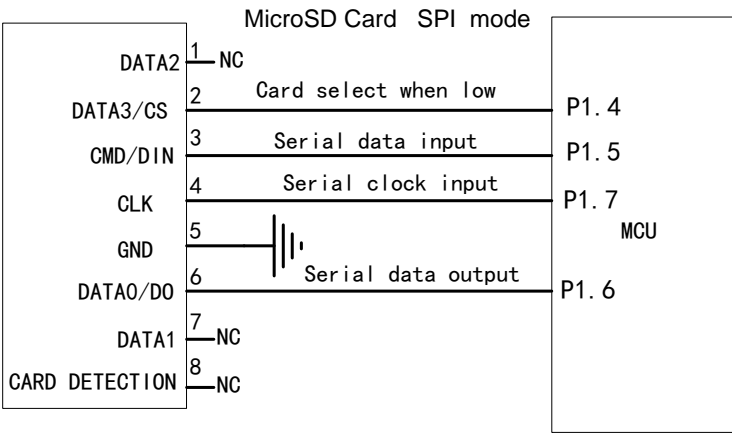 MicroSD Card SPI mode
DATA2 1 NC
DATA3/CS 2 Card select when low P1.4
CMD/DIN 3 Serial data input P1.5
CLK 4 Serial clock input P1.7
GND 5 MCU
DATA0/DO 6 Serial data output P1.6
DATA1 7 NC
CARD DETECTION 8 NC